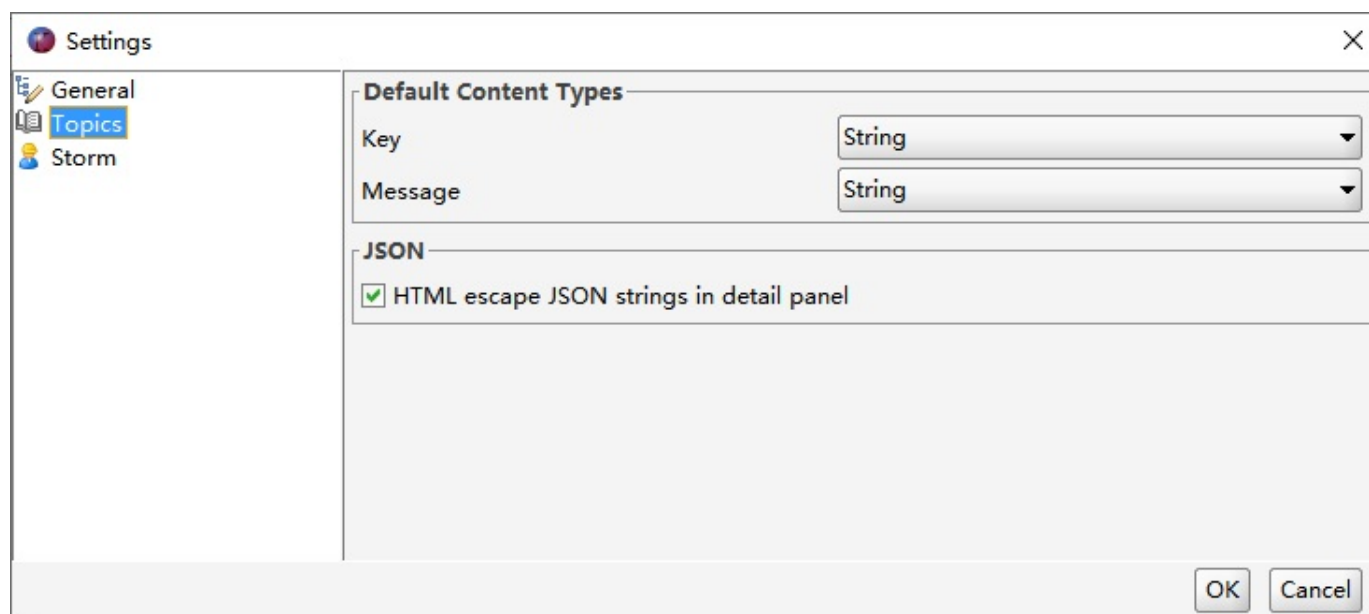 Settings
General
Topics
Storm
Default Content Types
Key
String
Message
String
JSON
HTML escape JSON strings in detail panel
OK
Cancel